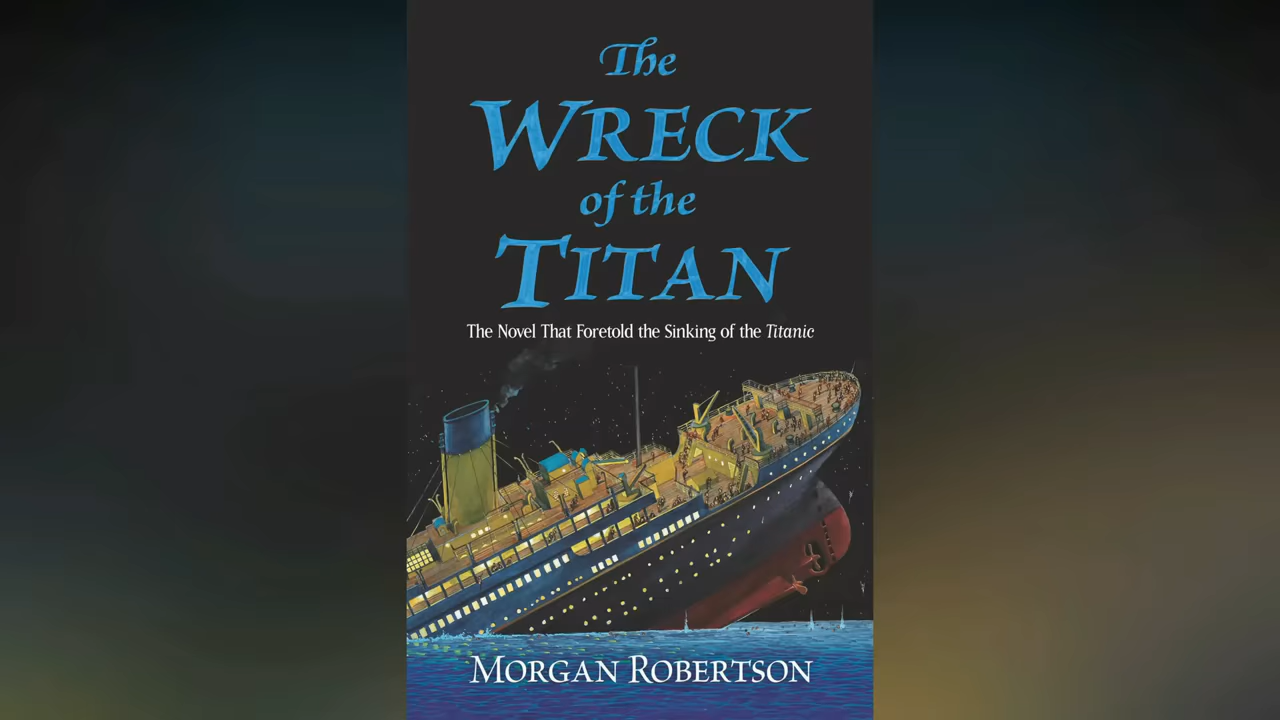 The
WRECK
of the
TITAN
The Novel That Foretold the Sinking of the Titanic
MORGAN ROBERTSON